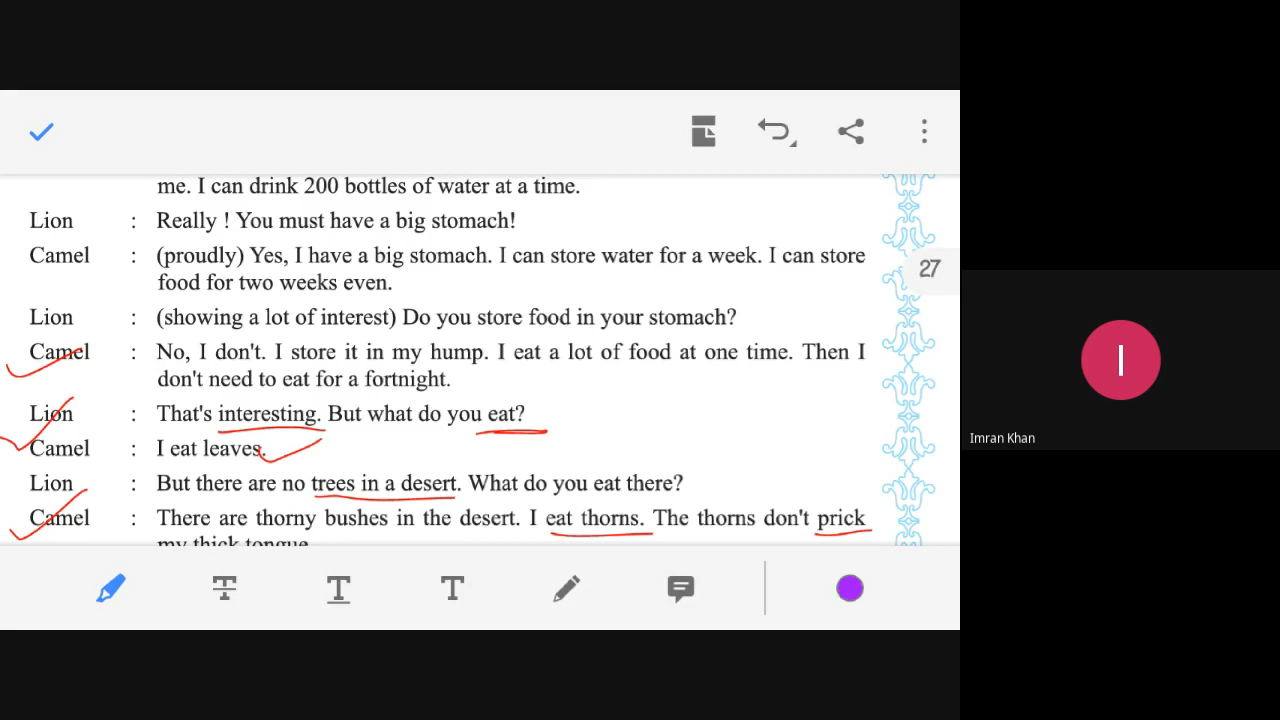 me. I can drink 200 bottles of water at a time.
Lion : Really ! You must have a big stomach!
Camel : (proudly) Yes, I have a big stomach. I can store water for a week. I can store
food for two weeks even.
27
Lion : (showing a lot of interest) Do you store food in your stomach?
Camel : No, I don't. I store it in my hump. I eat a lot of food at one time. Then I
don't need to eat for a fortnight.
Lion : That's interesting. But what do you eat?
Camel : I eat leaves.
Lion : But there are no trees in a desert. What do you eat there?
Camel : There are thorny bushes in the desert. I eat thorns. The thorns don't prick
my thick tongue.
T T T
I
Imran Khan